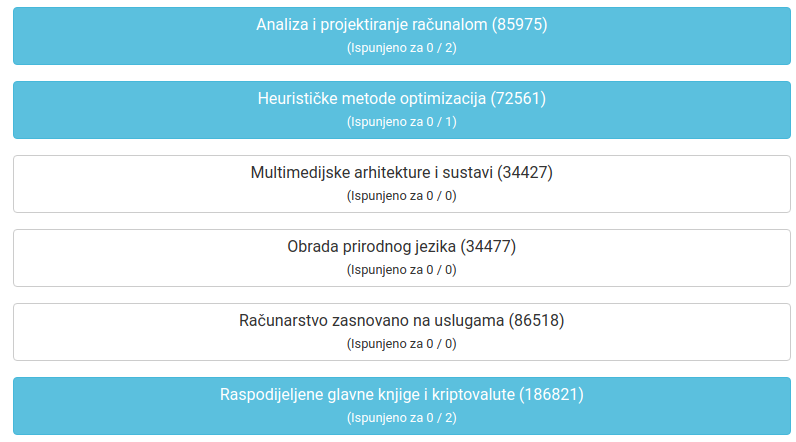 Analiza i projektiranje računalom (85975)
(Ispunjeno za 0 / 2)
Heurističke metode optimizacija (72561)
(Ispunjeno za 0 / 1)
Multimedijske arhitekture i sustavi (34427)
(Ispunjeno za 0 / 0)
Obrada prirodnog jezika (34477)
(Ispunjeno za 0 / 0)
Računarstvo zasnovano na uslugama (86518)
(Ispunjeno za 0 / 0)
Raspodijeljene glavne knjige i kriptovalute (186821)
(Ispunjeno za 0 / 2)